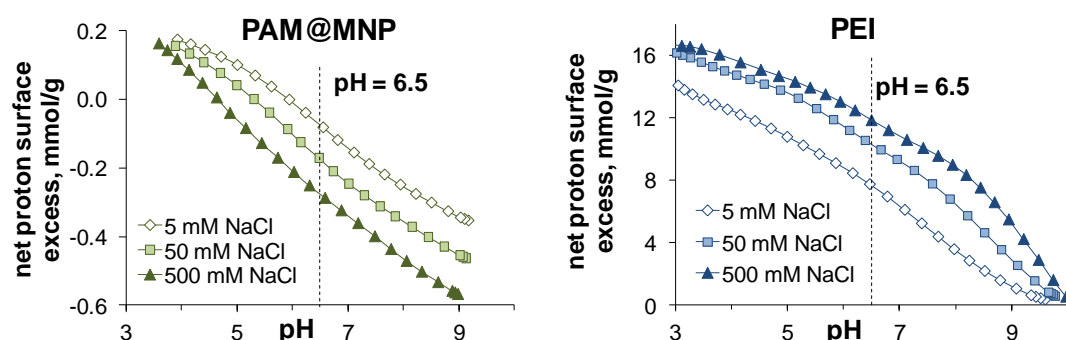 PAM@MNP
net proton surface
excess, mmol/g
0.2
0.0
-0.2
-0.4
-0.6
pH = 6.5
5 mM NaCl
50 mM NaCl
500 mM NaCl
3
5
7
9
pH
PEI
net proton surface
excess, mmol/g
16
12
8
4
0
pH = 6.5
5 mM NaCl
50 mM NaCl
500 mM NaCl
3
5
7
9
pH